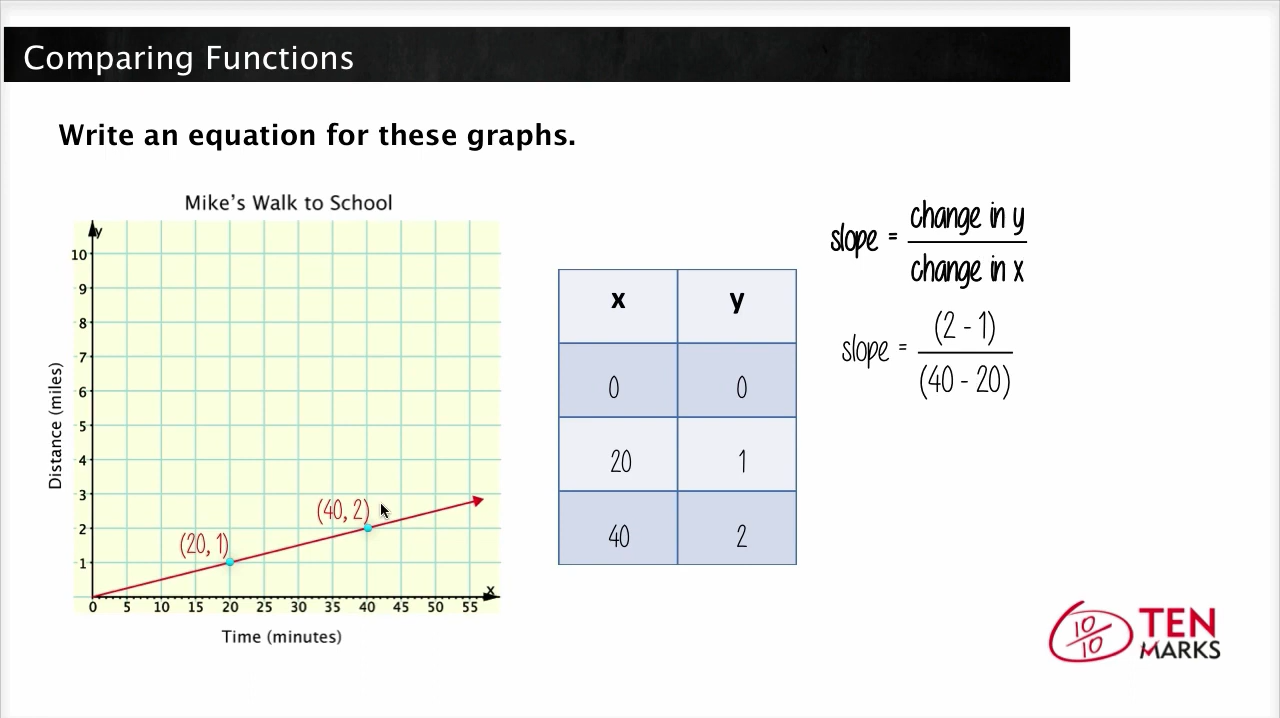 Comparing Functions
Write an equation for these graphs.
Mike's Walk to School
y
10
9
8
7
6
5
4
3
2
1
Distance (miles)
(20, 1)
(40, 2)
x
0 5 10 15 20 25 30 35 40 45 50 55
Time (minutes)
x y
0 0
20 1
40 2
slope = change in y
change in x
slope = (2 - 1)
(40 - 20)
10
10
TEN
MARKS